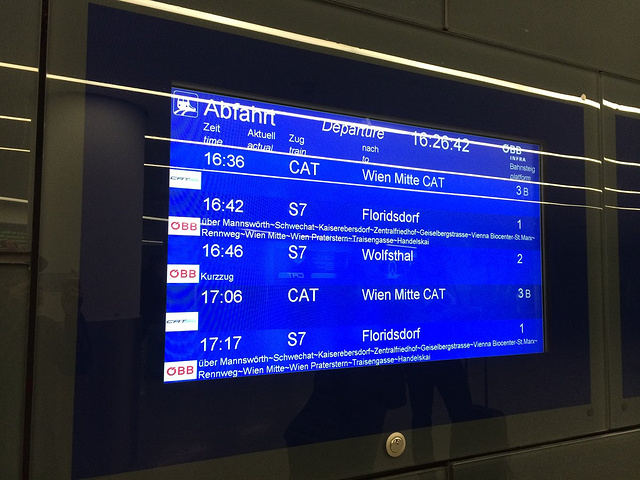 Abfahrt Departure 16:26:42 ÖBB INFRA
Zeit Aktuell Zug nach Bahnsteig
time actual train to platform
16:36 CAT Wien Mitte CAT 3 B
CAT
16:42 S7 Floridsdorf 1
ÖBB über Mannswörth~Schwechat~Kaiserebersdorf~Zentralfriedhof~Geiselbergstrasse~Vienna Biocenter-St.Marx~
Rennweg~Wien Mitte~Wien Praterstern~Traisengasse~Handelskai
16:46 S7 Wolfsthal 2
ÖBB Kurzzug
17:06 CAT Wien Mitte CAT 3 B
CAT
17:17 S7 Floridsdorf 1
ÖBB über Mannswörth~Schwechat~Kaiserebersdorf~Zentralfriedhof~Geiselbergstrasse~Vienna Biocenter-St.Marx~
Rennweg~Wien Mitte~Wien Praterstern~Traisengasse~Handelskai